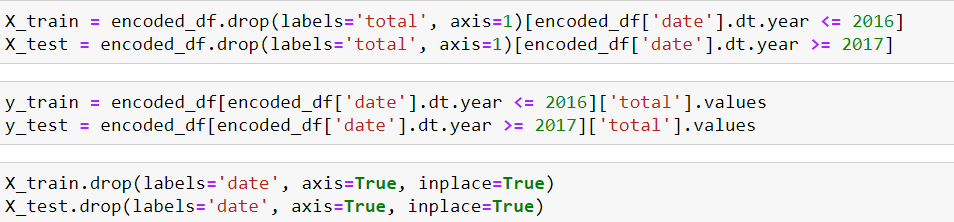 X_train = encoded_df.drop(labels='total', axis=1)[encoded_df['date'].dt.year <= 2016]
X_test = encoded_df.drop(labels='total', axis=1)[encoded_df['date'].dt.year >= 2017]
y_train = encoded_df[encoded_df['date'].dt.year <= 2016]['total'].values
y_test = encoded_df[encoded_df['date'].dt.year >= 2017]['total'].values
X_train.drop(labels='date', axis=True, inplace=True)
X_test.drop(labels='date', axis=True, inplace=True)